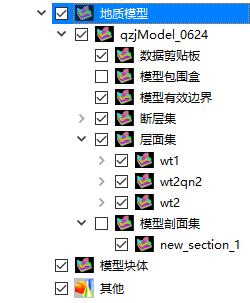 地质模型
qzjModel_0624
数据剪贴板
模型包围盒
模型有效边界
断层集
层面集
wt1
wt2qn2
wt2
模型剖面集
new_section_1
模型块体
其他